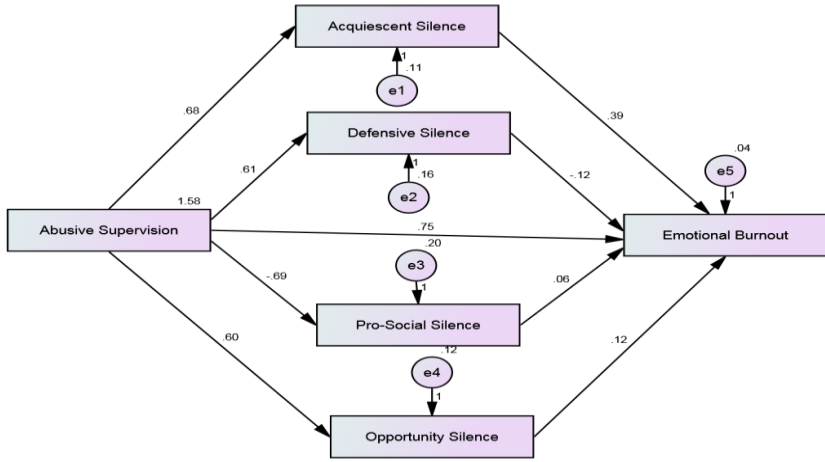 Acquiescent Silence
1
.11
e1
.68
.39
Defensive Silence
.04
1
.16
e5
.61
-.12
e2
1
1.58
Abusive Supervision
.75
Emotional Burnout
.20
e3
-.69
1
.06
Pro-Social Silence
.60
.12
.12
e4
1
Opportunity Silence